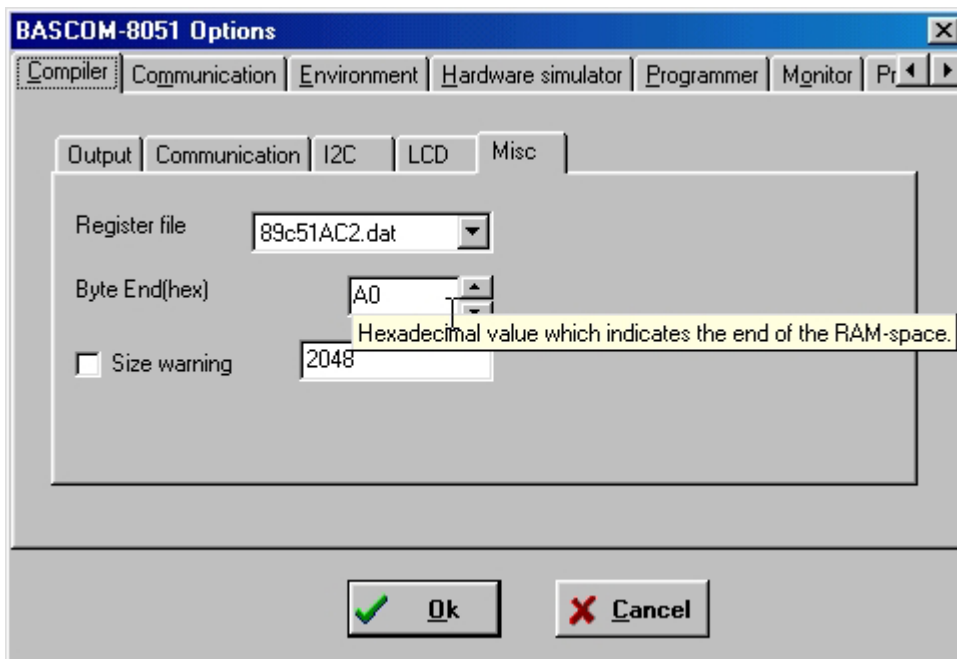 BASCOM-8051 Options
Compiler Communication Environment Hardware simulator Programmer Monitor Pr
Output Communication I2C LCD Misc
Register file 89c51AC2.dat
Byte End(hex) A0
Hexadecimal value which indicates the end of the RAM-space.
Size warning 2048
Ok Cancel